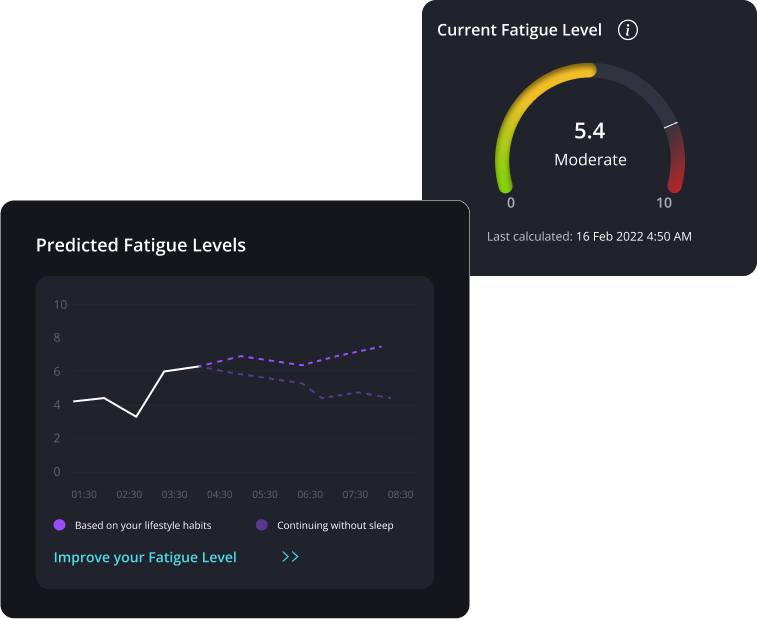 Current Fatigue Level
5.4
Moderate
0 10
Last calculated: 16 Feb 2022 4:50 AM
Predicted Fatigue Levels
10
8
6
4
2
0
01:30 02:30 03:30 04:30 05:30 06:30 07:30 08:30
Based on your lifestyle habits Continuing without sleep
Improve your Fatigue Level >>